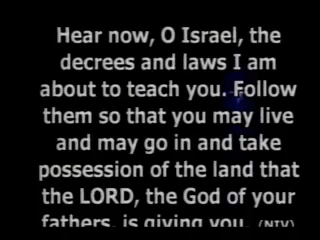 Hear now, O Israel, the
decrees and laws I am
about to teach you. Follow
them so that you may live
and may go in and take
possession of the land that
the LORD, the God of your
fathers, is giving you. (NIV)